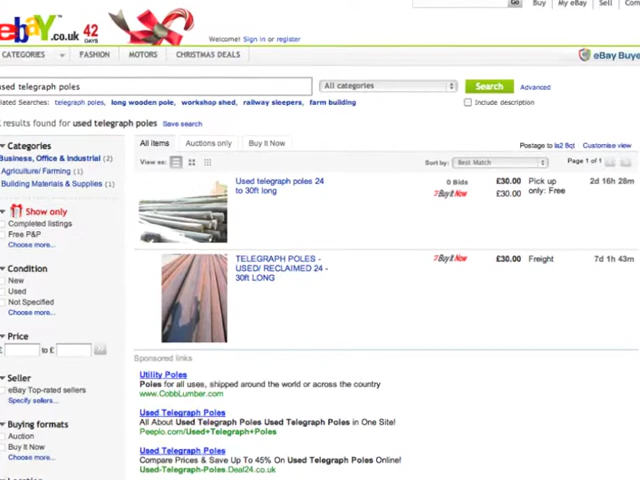 Go
Buy My eBay Sell
ebaY.co.uk 42 DAYS
Welcome! Sign in or register
CATEGORIES FASHION MOTORS CHRISTMAS DEALS
eBay Buye
used telegraph poles All categories Search Advanced
lated Searches: telegraph poles, long wooden pole, workshop shed, railway sleepers, farm building Include description
results found for used telegraph poles Save search
Categories
Business, Office & Industrial (2)
Agriculture/ Farming (1)
Building Materials & Supplies (1)
Show only
Completed listings
Free P&P
Choose more...
Condition
New
Used
Not Specified
Choose more...
Price
£ to £
Seller
eBay Top-rated sellers
Specify sellers...
Buying formats
Auction
Buy It Now
Choose more...
All items Auctions only Buy It Now
Postage to la2 8qt Customise view
View as: Sort by: Best Match Page 1 of 1
Used telegraph poles 24 to 30ft long
0 Bids £30.00 Pick up only: Free 2d 16h 28m
Buy It Now £30.00
TELEGRAPH POLES - USED/ RECLAIMED 24 - 30ft LONG
Buy It Now £30.00 Freight 7d 1h 43m
Sponsored links
Utility Poles
Poles for all uses, shipped around the world or across the country
www.CobbLumber.com
Used Telegraph Poles
All About Used Telegraph Poles Used Telegraph Poles in One Site!
Peeplo.com/Used+Telegraph+Poles
Used Telegraph Poles
Compare Prices & Save Up To 45% On Used Telegraph Poles Online!
Used-Telegraph-Poles.Deal24.co.uk